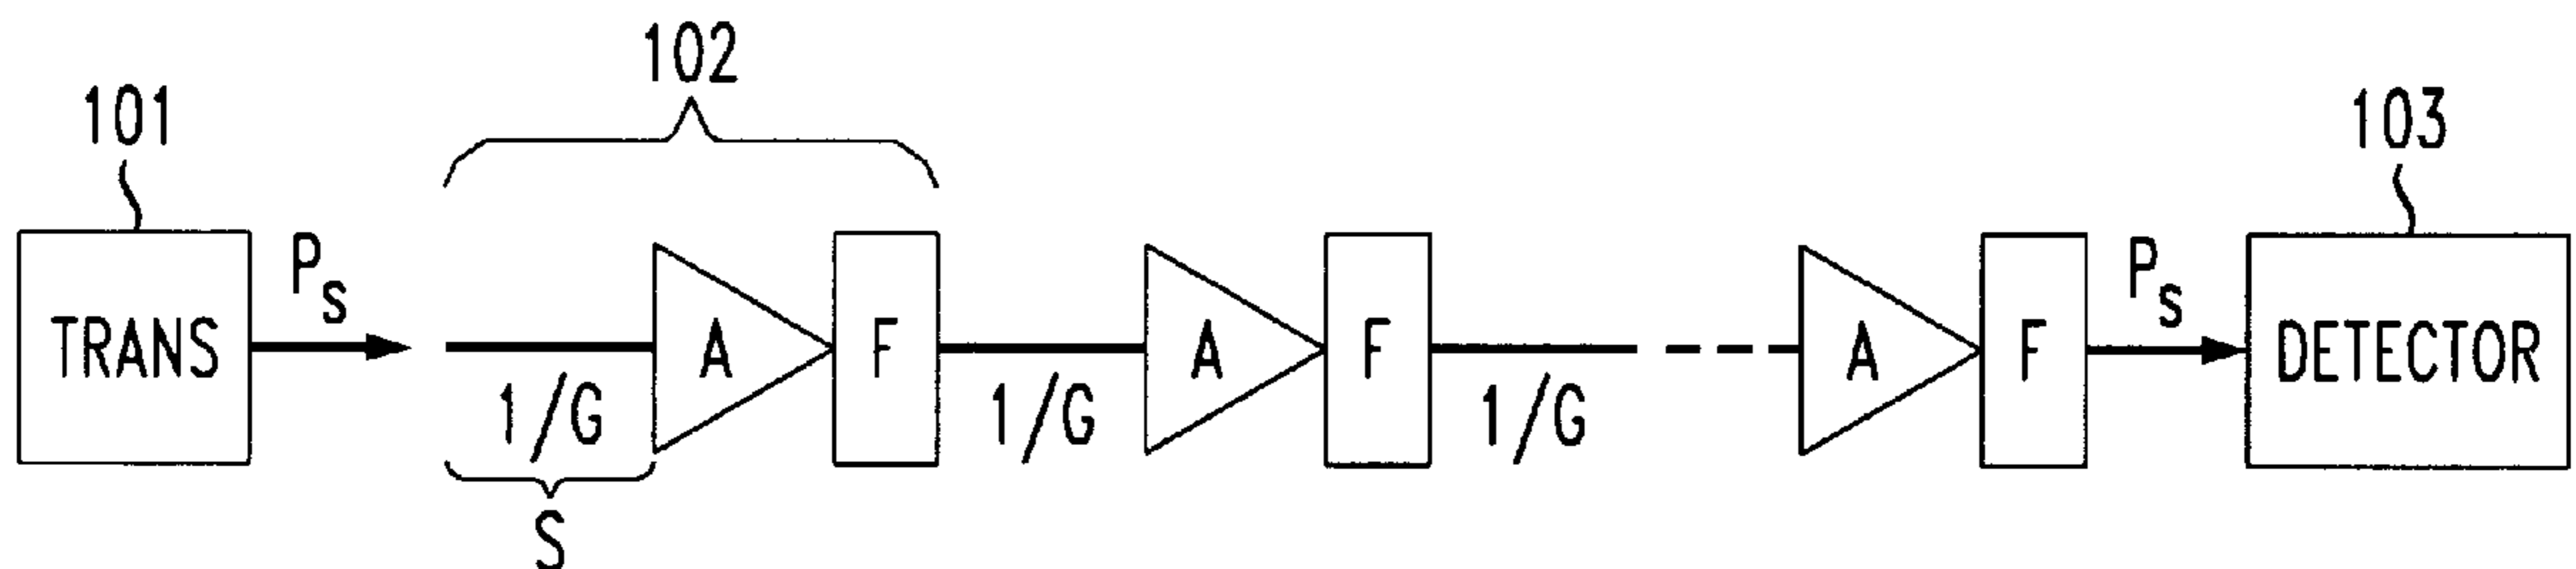 102
101
103
P_s
P_s
TRANS
A
F
A
F
A
F
DETECTOR
1/G
1/G
1/G
S